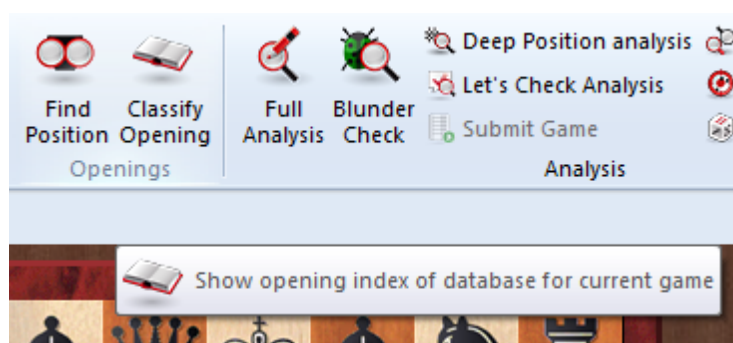 Find Position
Classify Opening
Openings
Full Analysis
Blunder Check
Deep Position analysis
Let's Check Analysis
Submit Game
Analysis
Show opening index of database for current game